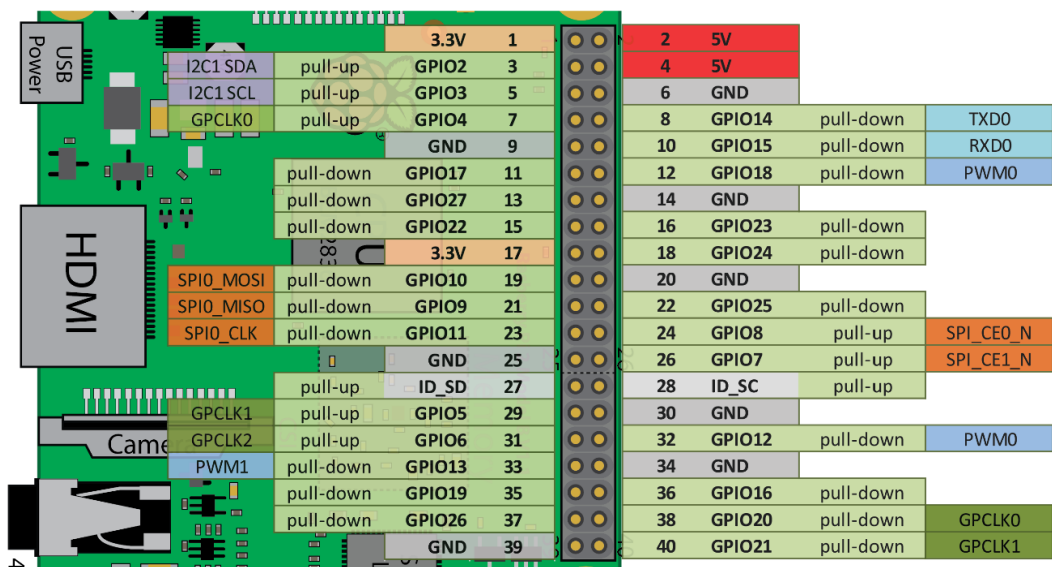 USB Power
HDMI
Camer
4
3.3V 1 2 5V
I2C1 SDA pull-up GPIO2 3 4 5V
I2C1 SCL pull-up GPIO3 5 6 GND
GPCLK0 pull-up GPIO4 7 8 GPIO14 pull-down TXD0
GND 9 10 GPIO15 pull-down RXD0
pull-down GPIO17 11 12 GPIO18 pull-down PWM0
pull-down GPIO27 13 14 GND
pull-down GPIO22 15 16 GPIO23 pull-down
3.3V 17 18 GPIO24 pull-down
SPI0_MOSI pull-down GPIO10 19 20 GND
SPI0_MISO pull-down GPIO9 21 22 GPIO25 pull-down
SPI0_CLK pull-down GPIO11 23 24 GPIO8 pull-up SPI_CE0_N
GND 25 26 GPIO7 pull-up SPI_CE1_N
pull-up ID_SD 27 28 ID_SC pull-up
GPCLK1 pull-up GPIO5 29 30 GND
GPCLK2 pull-up GPIO6 31 32 GPIO12 pull-down PWM0
PWM1 pull-down GPIO13 33 34 GND
pull-down GPIO19 35 36 GPIO16 pull-down
pull-down GPIO26 37 38 GPIO20 pull-down GPCLK0
GND 39 40 GPIO21 pull-down GPCLK1